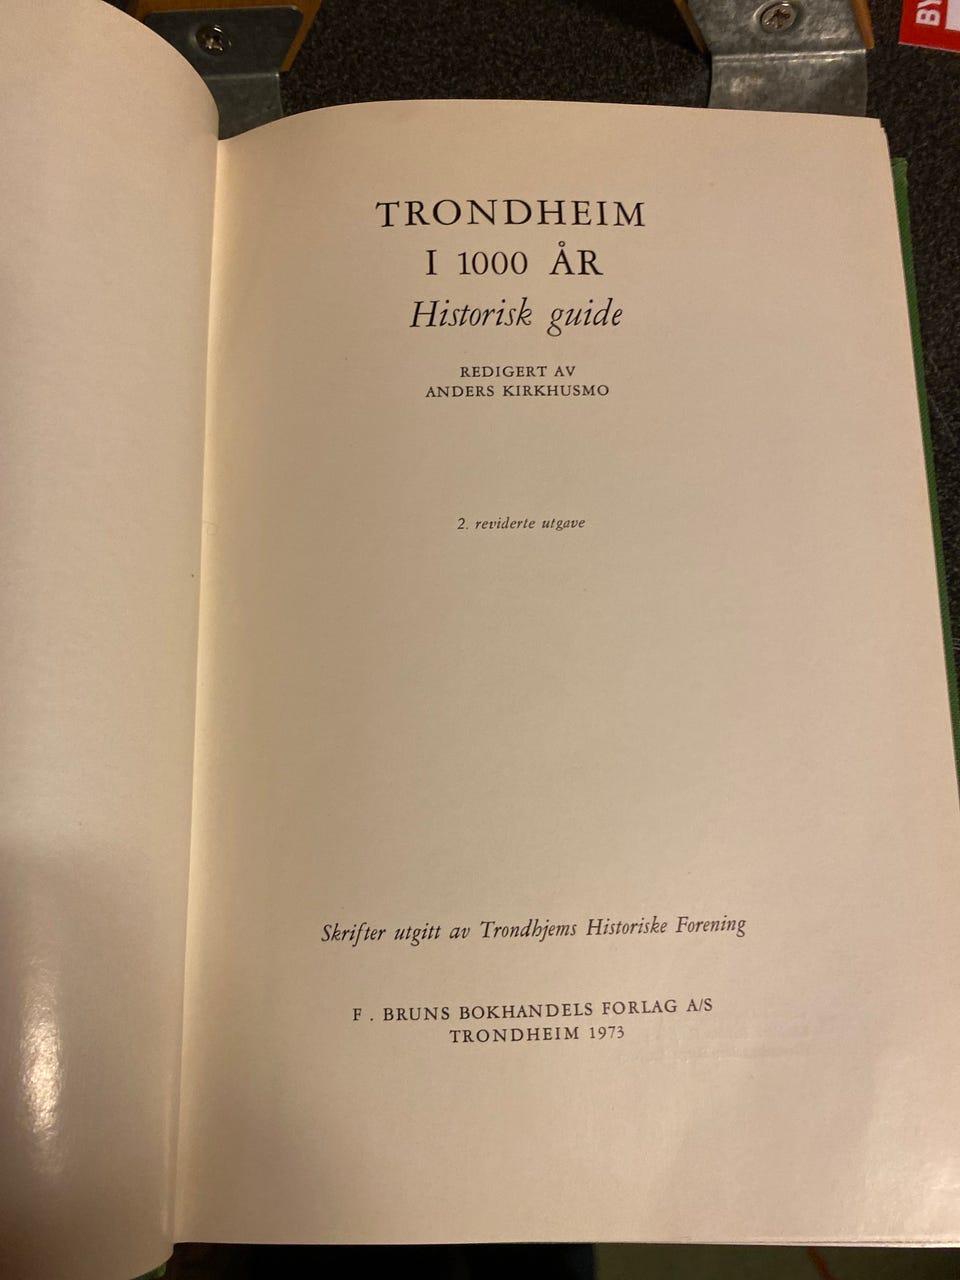 TRONDHEIM
I 1000 ÅR
Historisk guide
REDIGERT AV
ANDERS KIRKHUSMO
2. reviderte utgave
Skrifter utgitt av Trondhjems Historiske Forening
F . BRUNS BOKHANDELS FORLAG A/S
TRONDHEIM 1973
BY